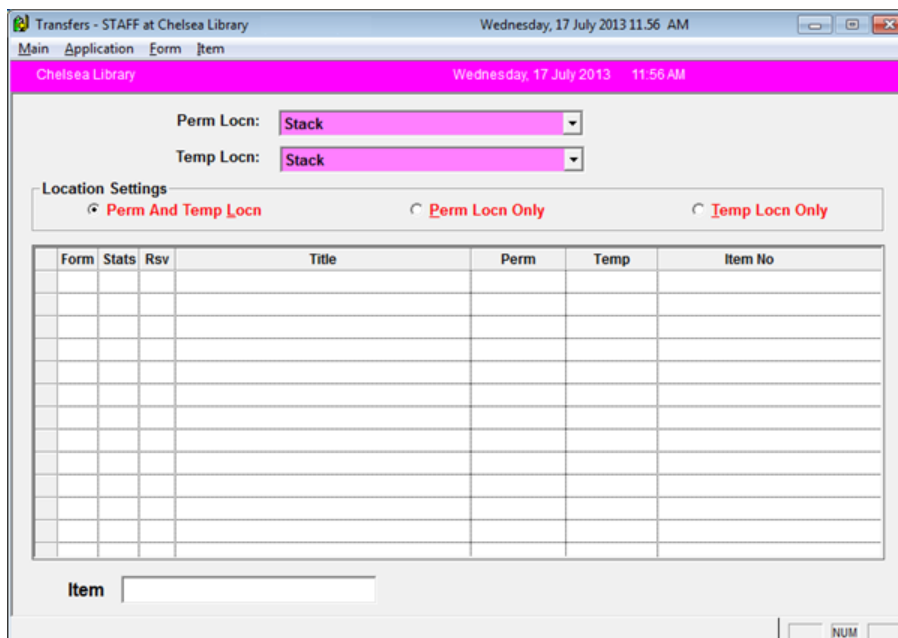 Transfers - STAFF at Chelsea Library Wednesday, 17 July 2013 11.56 AM
Main Application Form Item
Chelsea Library Wednesday, 17 July 2013 11:56 AM
Perm Locn: Stack
Temp Locn: Stack
Location Settings
Perm And Temp Locn Perm Locn Only Temp Locn Only
Form Stats Rsv Title Perm Temp Item No
Item
NUM